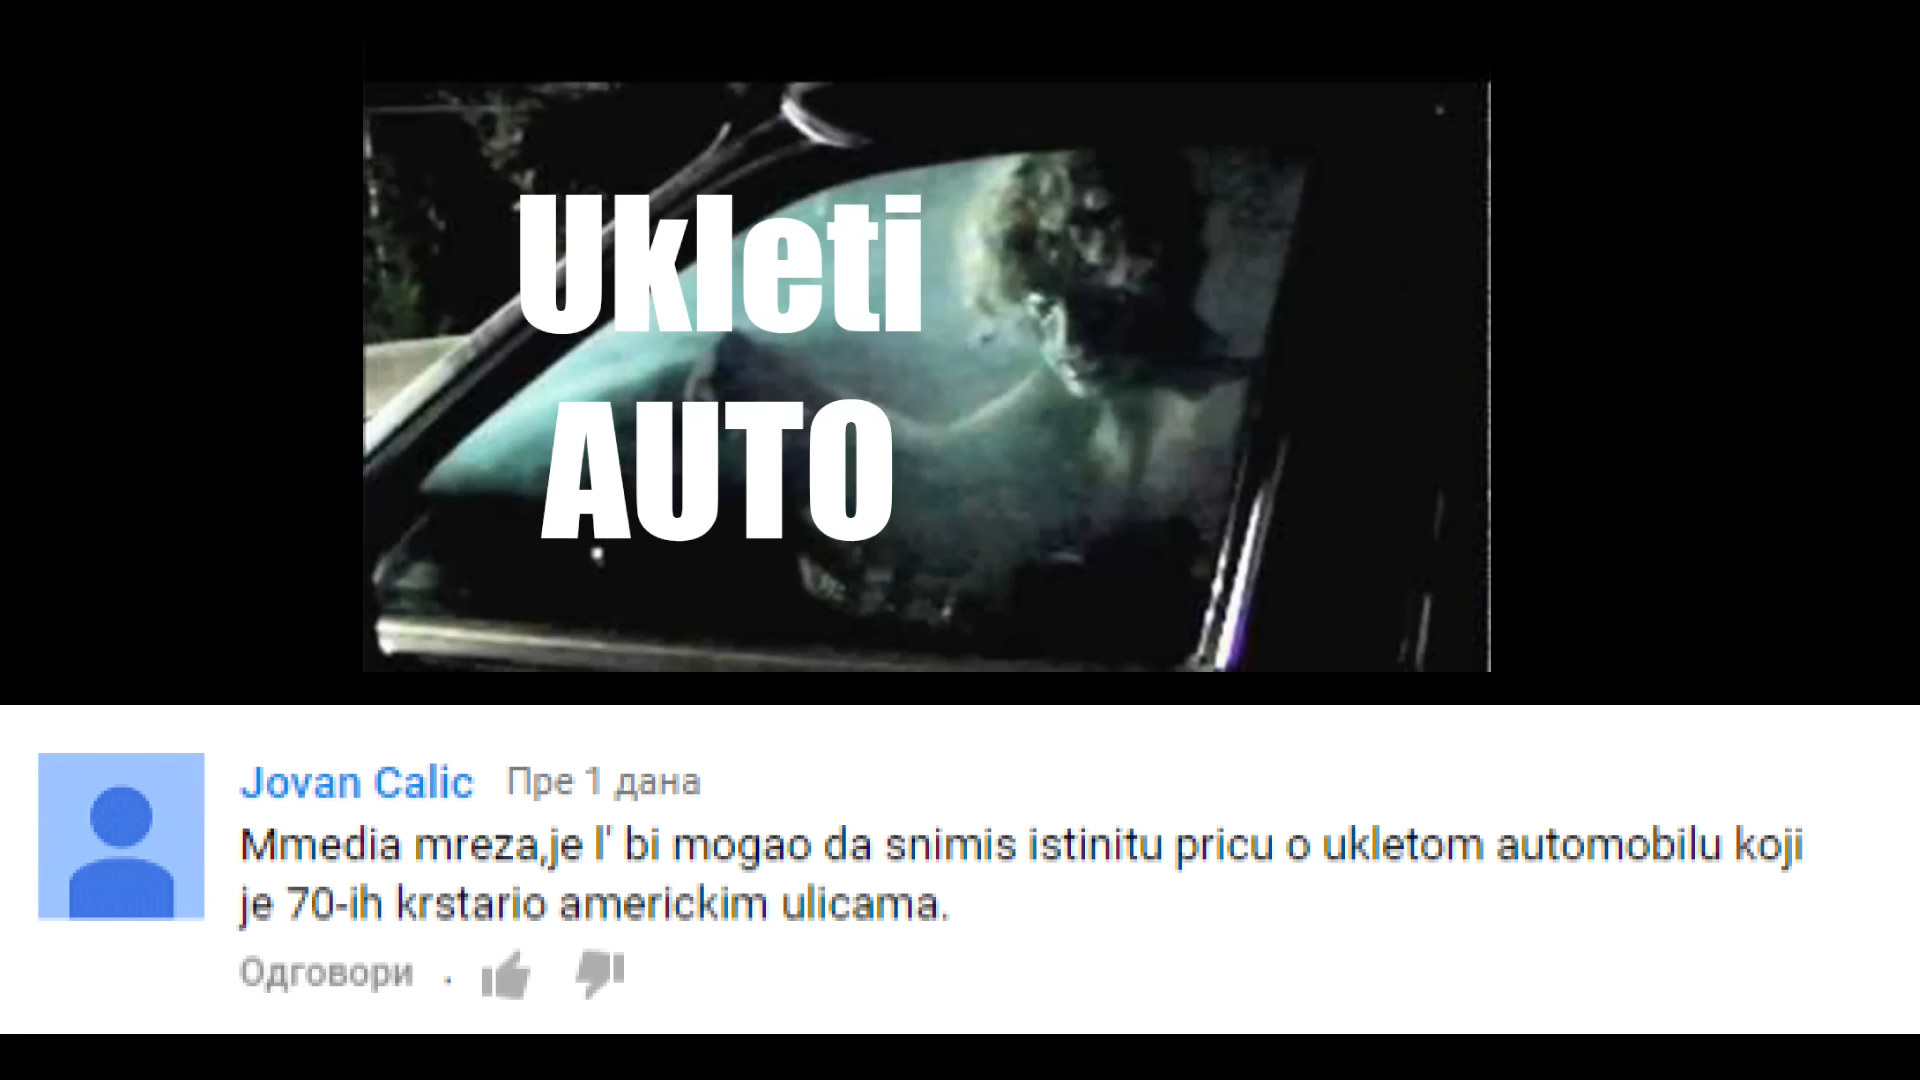 Ukleti
AUTO
Jovan Calic Пре 1 дана
Mmedia mreza,je l' bi mogao da snimis istinitu pricu o ukletom automobilu koji
je 70-ih krstario americkim ulicama.
Одговори .